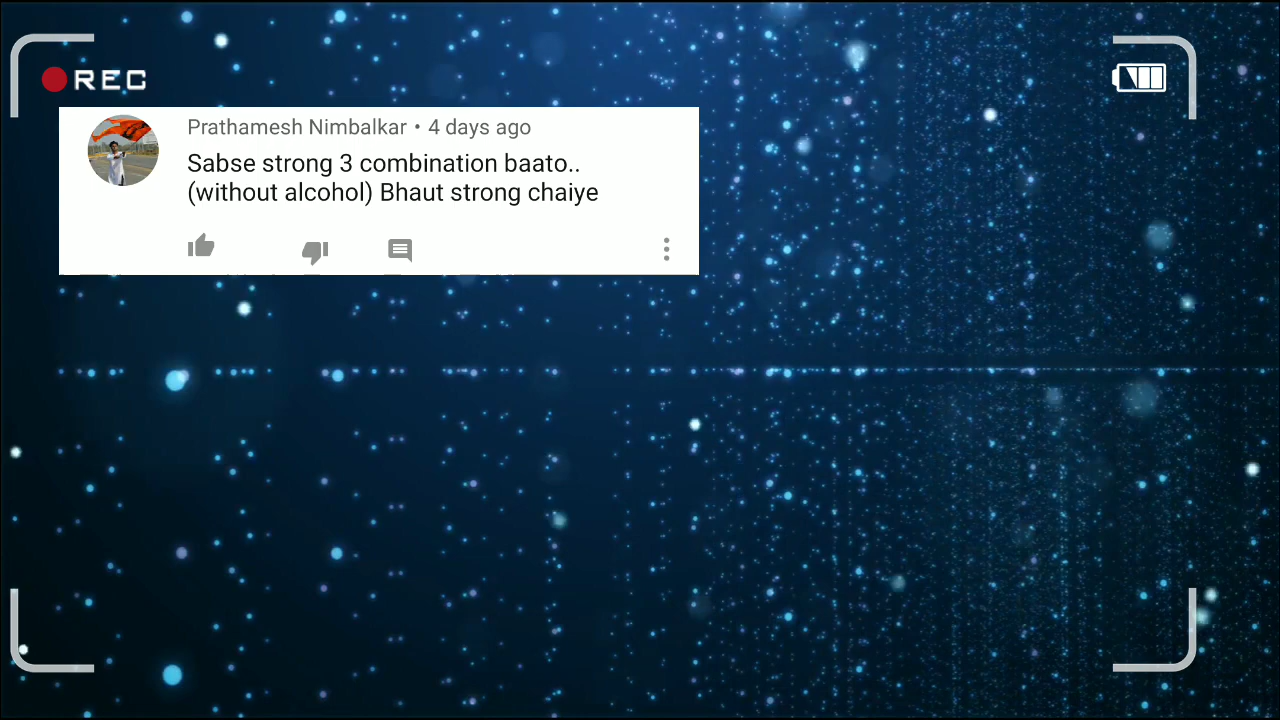 REC
Prathamesh Nimbalkar • 4 days ago
Sabse strong 3 combination baato..
(without alcohol) Bhaut strong chaiye